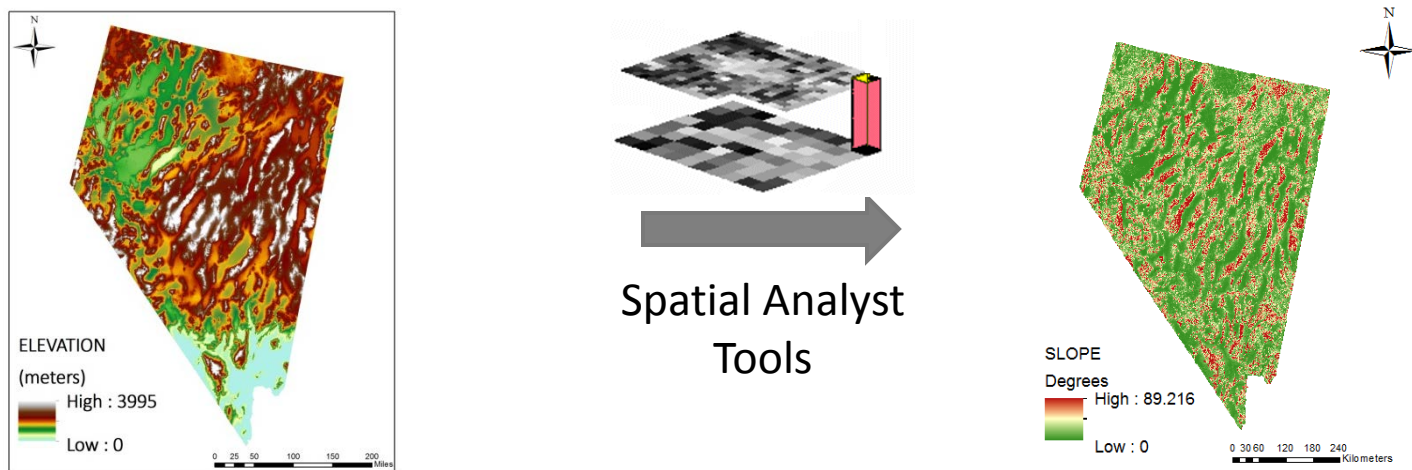 N
ELEVATION
(meters)
High : 3995
Low : 0
0 25 50 100 150 200
Miles
Spatial Analyst
Tools
N
SLOPE
Degrees
High : 89.216
Low : 0
0 30 60 120 180 240
Kilometers